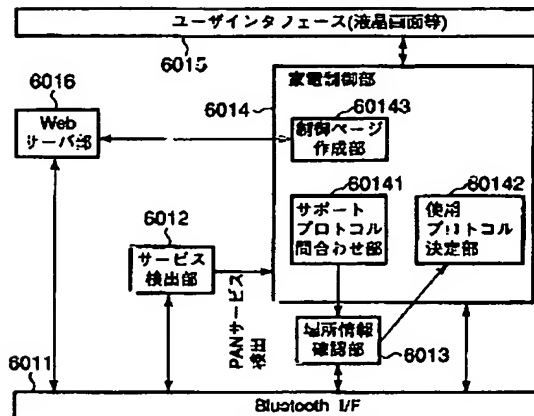 ユーザインタフェース(液晶画面等)
6015
6016
Web
サーバ部
6014
家電制御部
60143
制御ページ
作成部
60141
サポート
プロトコル
問合わせ部
60142
使用
プロトコル
決定部
6012
サービス
検出部
PANサービス
検出
場所情報
確認部
6013
6011
Bluetooth I/F